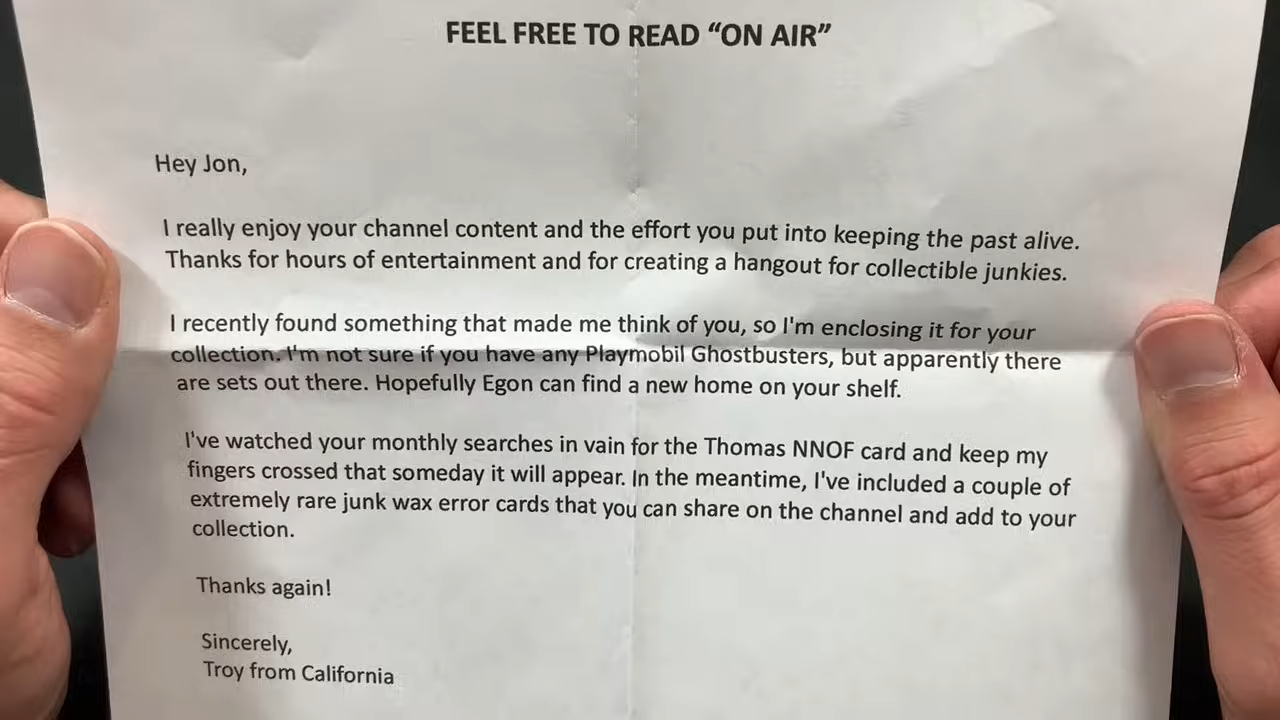 FEEL FREE TO READ “ON AIR”
Hey Jon,
I really enjoy your channel content and the effort you put into keeping the past alive.
Thanks for hours of entertainment and for creating a hangout for collectible junkies.
I recently found something that made me think of you, so I'm enclosing it for your
collection. I'm not sure if you have any Playmobil Ghostbusters, but apparently there
are sets out there. Hopefully Egon can find a new home on your shelf.
I've watched your monthly searches in vain for the Thomas NNOF card and keep my
fingers crossed that someday it will appear. In the meantime, I've included a couple of
extremely rare junk wax error cards that you can share on the channel and add to your
collection.
Thanks again!
Sincerely,
Troy from California